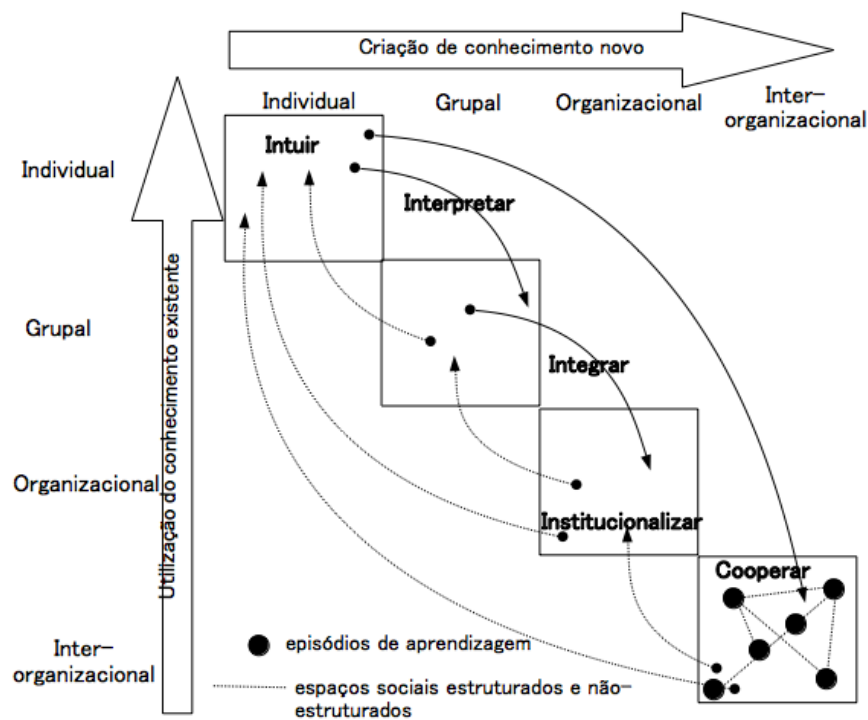 Criação de conhecimento novo
Individual
Grupal
Organizacional
Inter-
organizacional
Individual
Intuir
Interpretar
Utilização do conhecimento existente
Grupal
Integrar
Organizacional
Institucionalizar
Cooperar
Inter-
organizacional
episódios de aprendizagem
espaços sociais estruturados e não-
estruturados